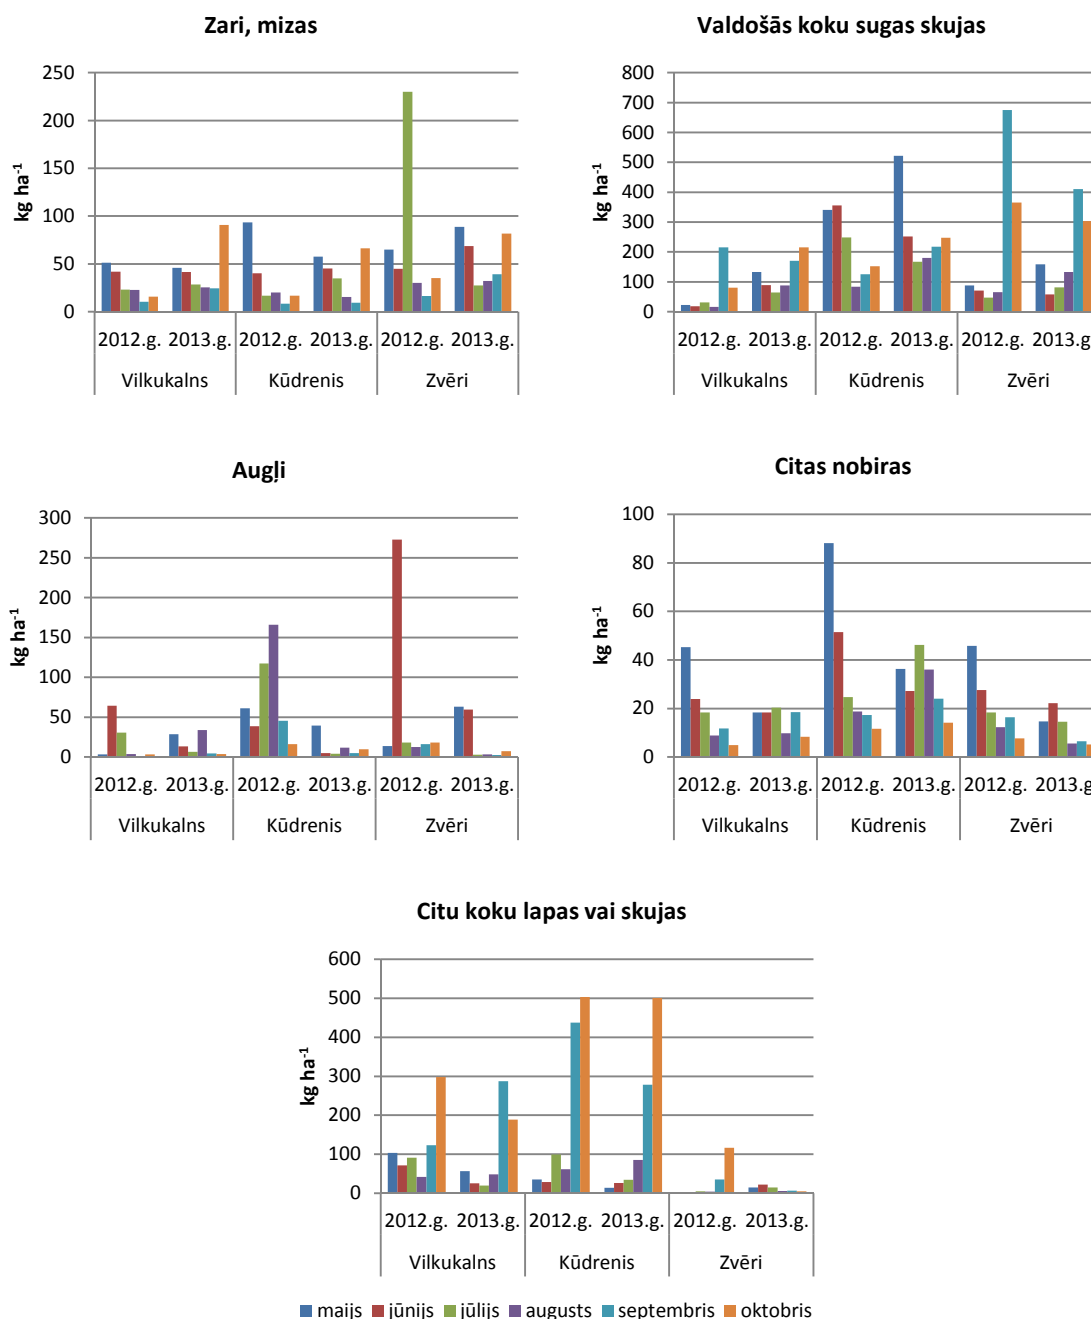 Zari, mizas
250
200
150
100
50
0
kg ha⁻¹
2012.g. 2013.g. 2012.g. 2013.g. 2012.g. 2013.g.
Vilkukalns Kūdrenis Zvēri
Valdošās koku sugas skujas
800
700
600
500
400
300
200
100
0
kg ha⁻¹
2012.g. 2013.g. 2012.g. 2013.g. 2012.g. 2013.g
Vilkukalns Kūdrenis Zvēri
Augļi
300
250
200
150
100
50
0
kg ha⁻¹
2012.g. 2013.g. 2012.g. 2013.g. 2012.g. 2013.g.
Vilkukalns Kūdrenis Zvēri
Citas nobiras
100
80
60
40
20
0
kg ha⁻¹
2012.g. 2013.g. 2012.g. 2013.g. 2012.g. 2013.g
Vilkukalns Kūdrenis Zvēri
Citu koku lapas vai skujas
600
500
400
300
200
100
0
kg ha⁻¹
2012.g. 2013.g. 2012.g. 2013.g. 2012.g. 2013.g.
Vilkukalns Kūdrenis Zvēri
maijs jūnijs jūlijs augusts septembris oktobris